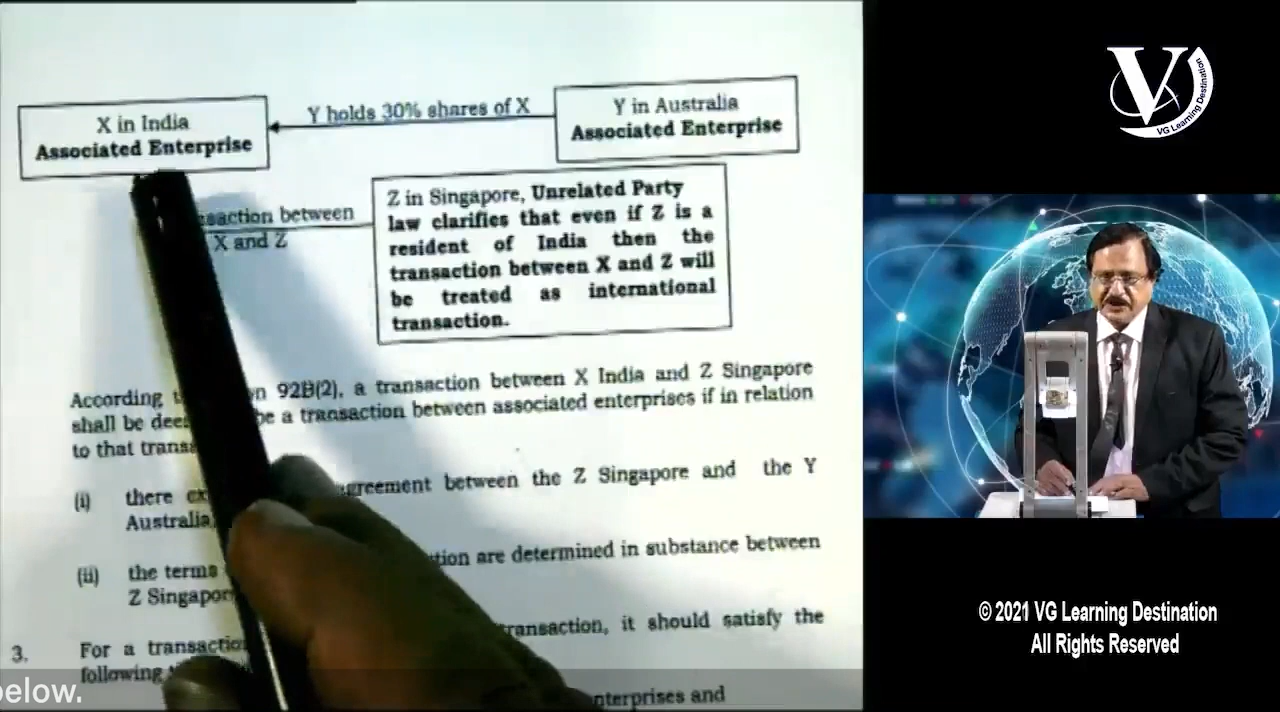 X in India
Associated Enterprise
Y holds 30% shares of X
Y in Australia
Associated Enterprise
between
X and Z
Z in Singapore, Unrelated Party
law clarifies that even if Z is a
resident of India then the
transaction between X and Z will
be treated as international
transaction.
According 92B(2), a transaction between X India and Z Singapore
shall be be a transaction between associated enterprises if in relation
to that
(i) there agreement between the Z Singapore and the Y
Australia
(ii) the terms are determined in substance between
Z
3. For a transaction, it should satisfy the
following
enterprises and
below.
V
VG Learning Destination
© 2021 VG Learning Destination
All Rights Reserved